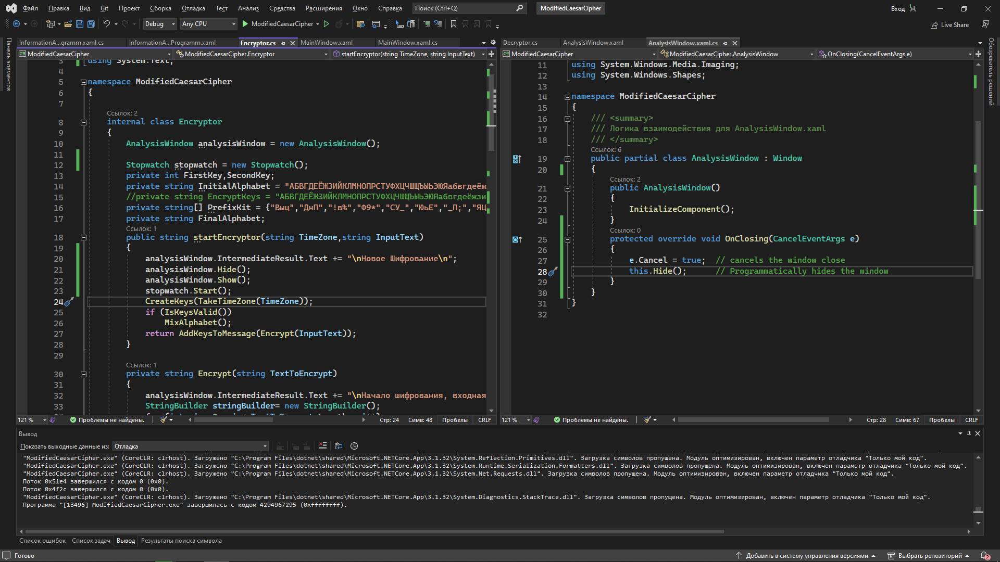 Файл Правка Вид Git Проект Сборка Отладка Тест Анализ Средства Расширения Окно Справка Поиск (Ctrl+Q) ModifiedCaesarCipher Вход
Debug Any CPU ModifiedCaesarCipher Live Share
Панель элементов
InformationA...gramm.xaml.cs InformationA...Programm.xaml Encryptor.cs MainWindow.xaml MainWindow.xaml.cs
ModifiedCaesarCipher ModifiedCaesarCipher.Encryptor startEncryptor(string TimeZone, string InputText)
3 using System.Text;
4
5 namespace ModifiedCaesarCipher
6 {
7
Ссылок: 2
8 internal class Encryptor
9 {
10 AnalysisWindow analysisWindow = new AnalysisWindow();
11
12 Stopwatch stopwatch = new Stopwatch();
13 private int FirstKey,SecondKey;
14 private string InitialAlphabet = "АБВГДЕЁЖЗИЙКЛМНОПРСТУФХЦЧШЩЪЫЬЭЮЯабвгдеёж
15 //private string EncryptKeys = "АБВГДЕЁЖЗИЙКЛМНОПРСТУФХЦЧШЩЪЫЬЭЮЯабвгдеёжзи
16 private string[] PrefixKit = {"Выц","ДнП","!в%","Ф9*","СУ_","ЮьЕ","_П;","ЯЦ
17 private string FinalAlphabet;
Ссылок: 1
18 public string startEncryptor(string TimeZone,string InputText)
19 {
20 analysisWindow.IntermediateResult.Text += "\nНовое Шифрование\n";
21 analysisWindow.Hide();
22 analysisWindow.Show();
23 stopwatch.Start();
24 CreateKeys(TakeTimeZone(TimeZone));
25 if (IsKeysValid())
26 MixAlphabet();
27 return AddKeysToMessage(Encrypt(InputText));
28 }
29
Ссылок: 1
30 private string Encrypt(string TextToEncrypt)
31 {
32 analysisWindow.IntermediateResult.Text += "\nНачало шифрования, входная
33 StringBuilder stringBuilder= new StringBuilder();
121 % Проблемы не найдены. Стр: 24 Симв: 48 Пробелы CRLF
Decryptor.cs AnalysisWindow.xaml AnalysisWindow.xaml.cs
ModifiedCaesarCipher ModifiedCaesarCipher.AnalysisWindow OnClosing(CancelEventArgs e)
11 using System.Windows.Media.Imaging;
12 using System.Windows.Shapes;
13
14 namespace ModifiedCaesarCipher
15 {
16 /// <summary>
17 /// Логика взаимодействия для AnalysisWindow.xaml
18 /// </summary>
Ссылок: 6
19 public partial class AnalysisWindow : Window
20 {
Ссылок: 2
21 public AnalysisWindow()
22 {
23 InitializeComponent();
24 }
Ссылок: 0
25 protected override void OnClosing(CancelEventArgs e)
26 {
27 e.Cancel = true; // cancels the window close
28 this.Hide(); // Programmatically hides the window
29 }
30 }
31 }
32
121 % Проблемы не найдены. Стр: 28 Симв: 67 Пробелы CRLF
Обозреватель решений
Вывод
Показать выходные данные из: Отладка
"ModifiedCaesarCipher.exe" (CoreCLR: clrhost). Загружено "C:\Program Files\dotnet\shared\Microsoft.NETCore.App\3.1.32\System.Reflection.Primitives.dll". Загрузка символов пропущена. Модуль оптимизирован, включен параметр отладчика "Только мой код".
"ModifiedCaesarCipher.exe" (CoreCLR: clrhost). Загружено "C:\Program Files\dotnet\shared\Microsoft.NETCore.App\3.1.32\System.Runtime.Serialization.Formatters.dll". Загрузка символов пропущена. Модуль оптимизирован, включен параметр отладчика "Только мой код".
"ModifiedCaesarCipher.exe" (CoreCLR: clrhost). Загружено "C:\Program Files\dotnet\shared\Microsoft.NETCore.App\3.1.32\System.Net.Requests.dll". Загрузка символов пропущена. Модуль оптимизирован, включен параметр отладчика "Только мой код".
Поток 0x51e4 завершился с кодом 0 (0x0).
Поток 0x4f2c завершился с кодом 0 (0x0).
"ModifiedCaesarCipher.exe" (CoreCLR: clrhost). Загружено "C:\Program Files\dotnet\shared\Microsoft.NETCore.App\3.1.32\System.Diagnostics.StackTrace.dll". Загрузка символов пропущена. Модуль оптимизирован, включен параметр отладчика "Только мой код".
Программа "[13496] ModifiedCaesarCipher.exe" завершилась с кодом 4294967295 (0xffffffff).
Список ошибок Список задач Вывод Результаты поиска символа
Готово Добавить в систему управления версиями Выбрать репозиторий 2